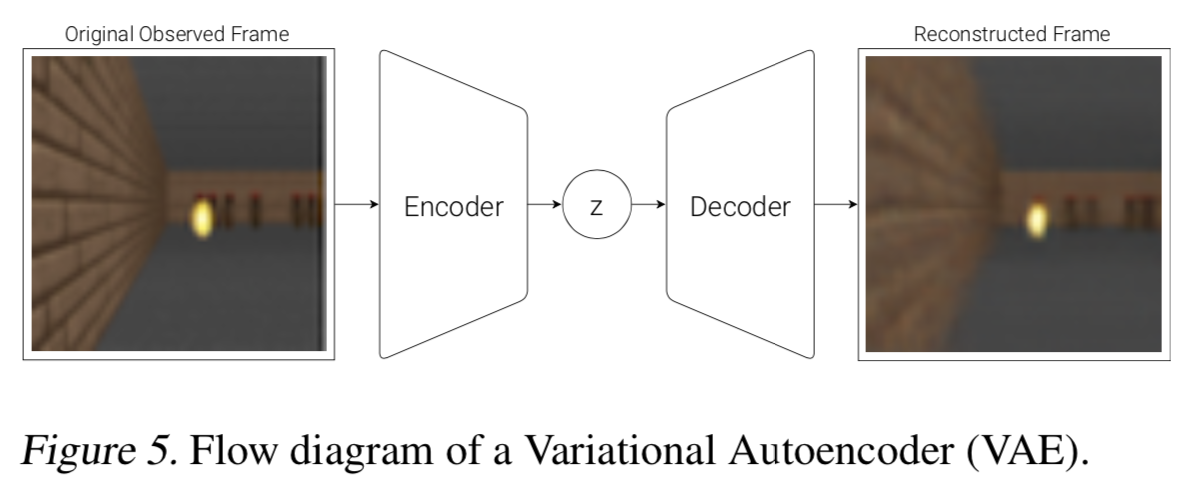 Original Observed Frame
Reconstructed Frame
Encoder
z
Decoder
Figure 5. Flow diagram of a Variational Autoencoder (VAE).